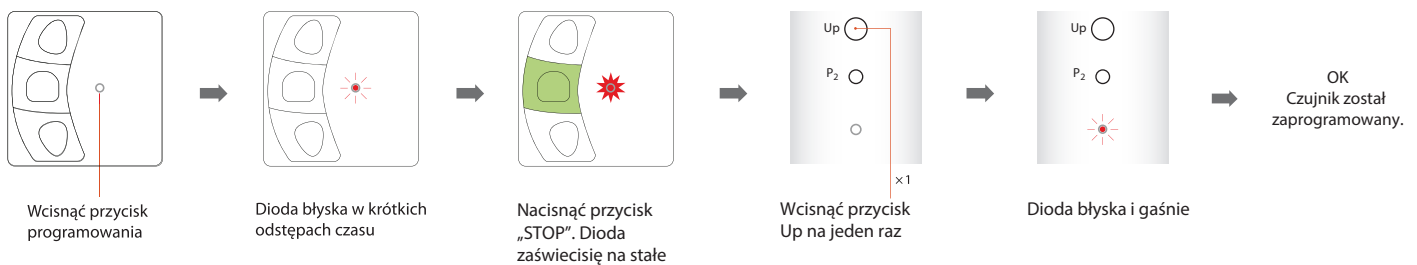 Wcisnąć przycisk
programowania
Dioda błyska w krótkich
odstępach czasu
Nacisnąć przycisk
„STOP”. Dioda
zaświecisię na stałe
Up
P2
×1
Wcisnąć przycisk
Up na jeden raz
Up
P2
Dioda błyska i gaśnie
OK
Czujnik został
zaprogramowany.